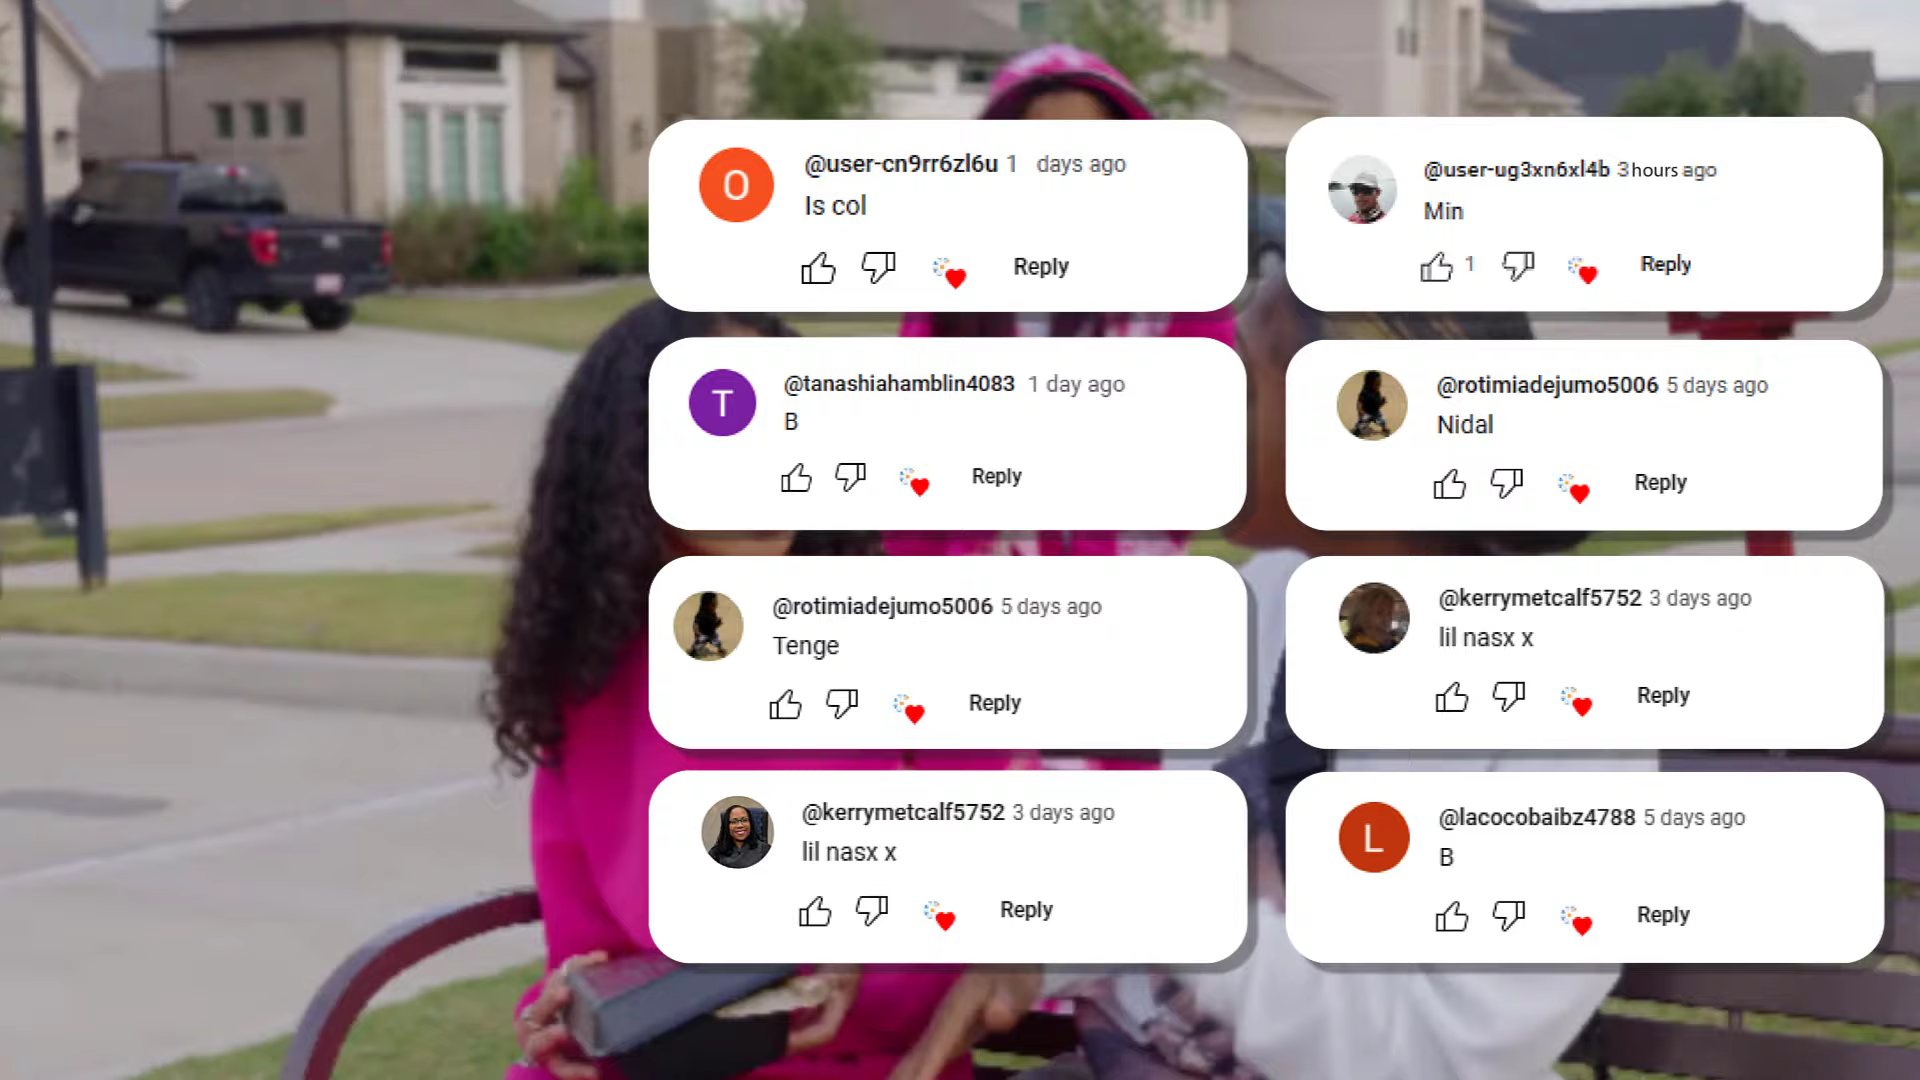 O
@user-cn9rr6zl6u 1 days ago
Is col
Reply
@user-ug3xn6xl4b 3 hours ago
Min
1
Reply
T
@tanashiahamblin4083 1 day ago
B
Reply
@rotimiadejumo5006 5 days ago
Nidal
Reply
@rotimiadejumo5006 5 days ago
Tenge
Reply
@kerrymetcalf5752 3 days ago
lil nasx x
Reply
@kerrymetcalf5752 3 days ago
lil nasx x
Reply
L
@lacocobaibz4788 5 days ago
B
Reply